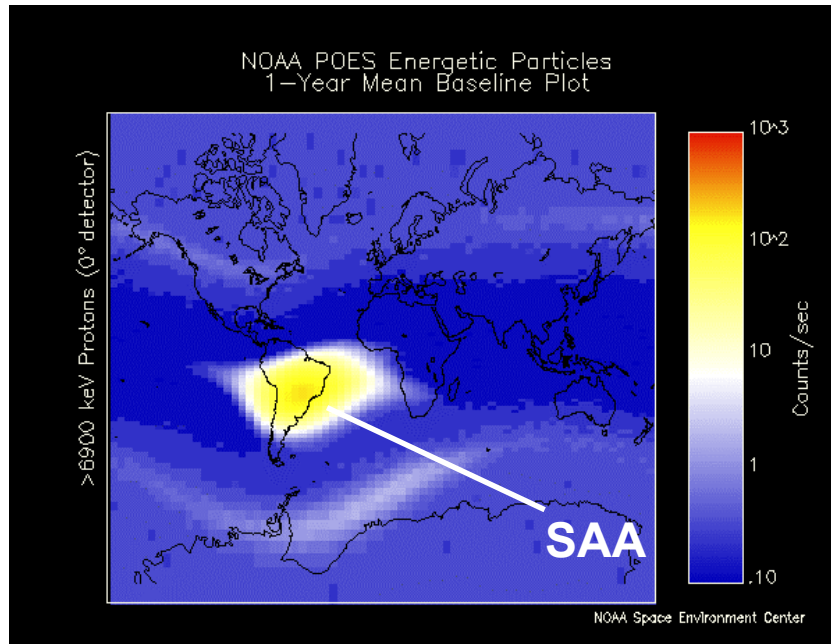 NOAA POES Energetic Particles
1-Year Mean Baseline Plot
>6900 keV Protons (0° detector)
10^3
10^2
10
1
.10
Counts/sec
SAA
NOAA Space Environment Center